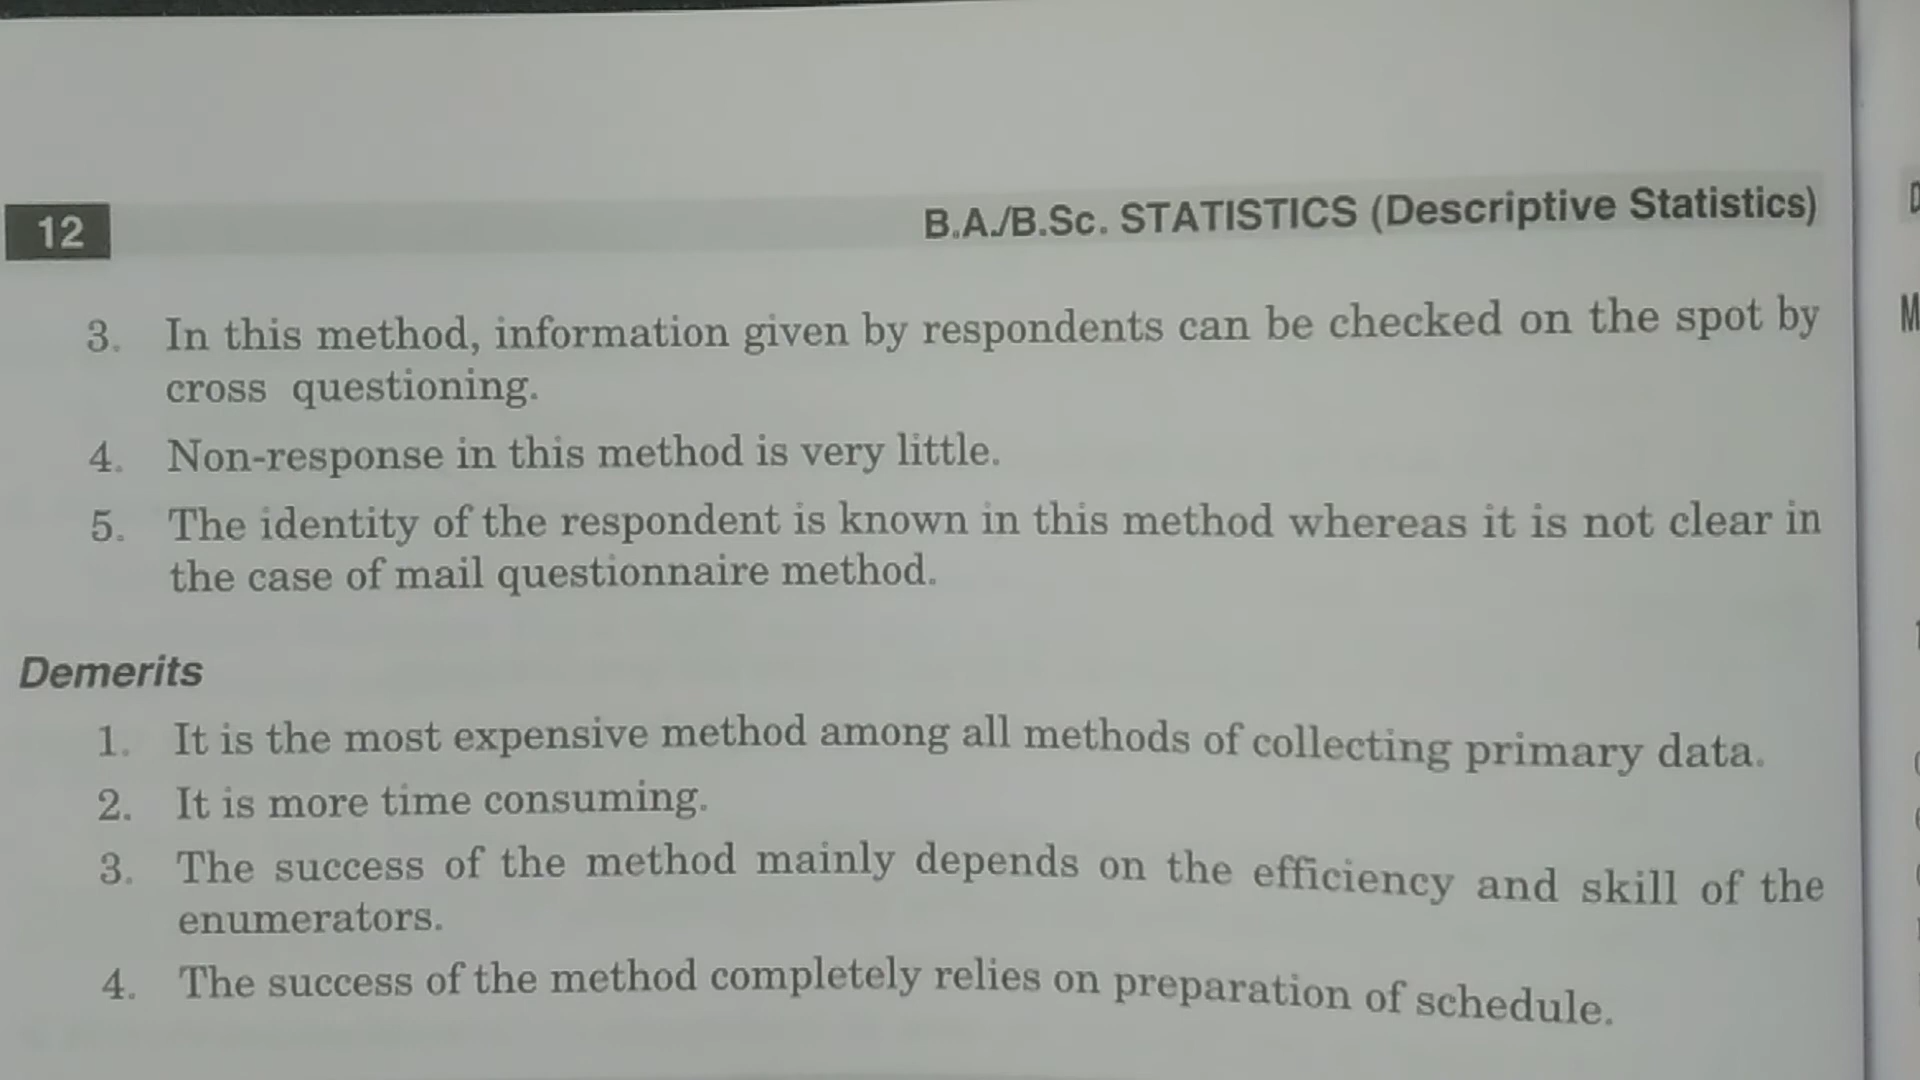 12
B.A./B.Sc. STATISTICS (Descriptive Statistics)
3. In this method, information given by respondents can be checked on the spot by
cross questioning.
4. Non-response in this method is very little.
5. The identity of the respondent is known in this method whereas it is not clear in
the case of mail questionnaire method.
Demerits
1. It is the most expensive method among all methods of collecting primary data.
2. It is more time consuming.
3. The success of the method mainly depends on the efficiency and skill of the
enumerators.
4. The success of the method completely relies on preparation of schedule.